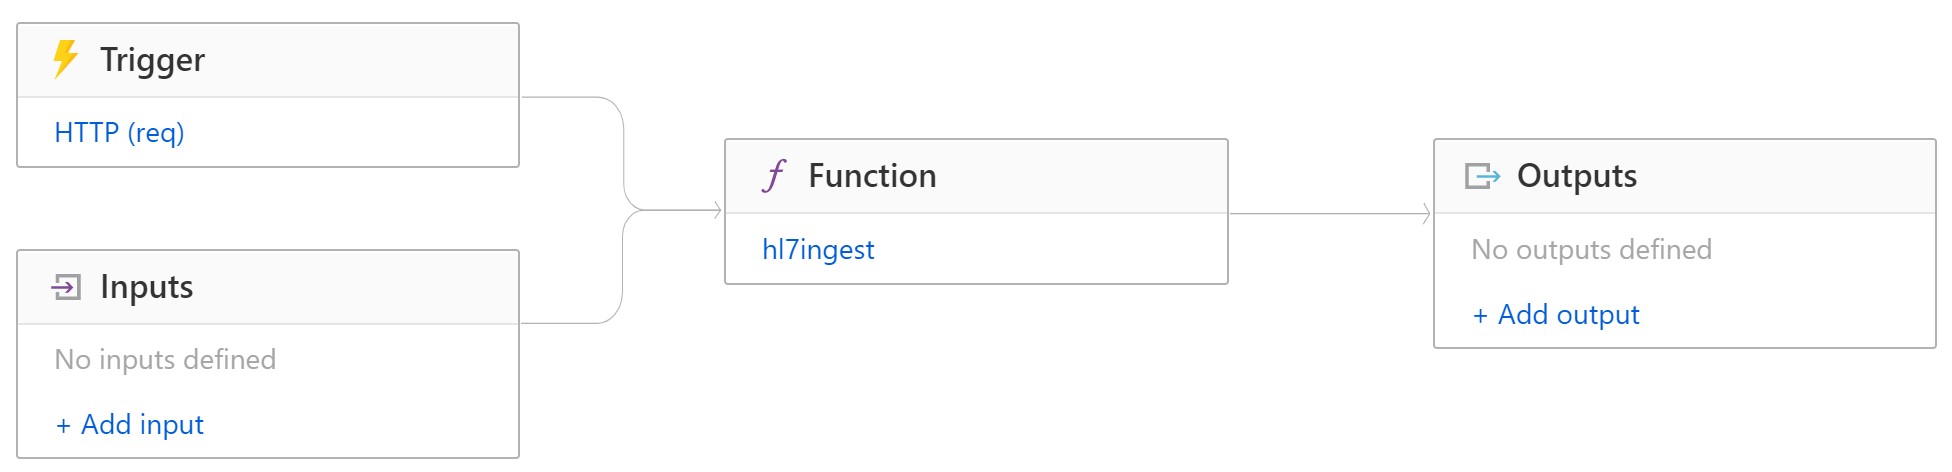 Trigger
HTTP (req)
Inputs
No inputs defined
+ Add input
Function
hl7ingest
Outputs
No outputs defined
+ Add output